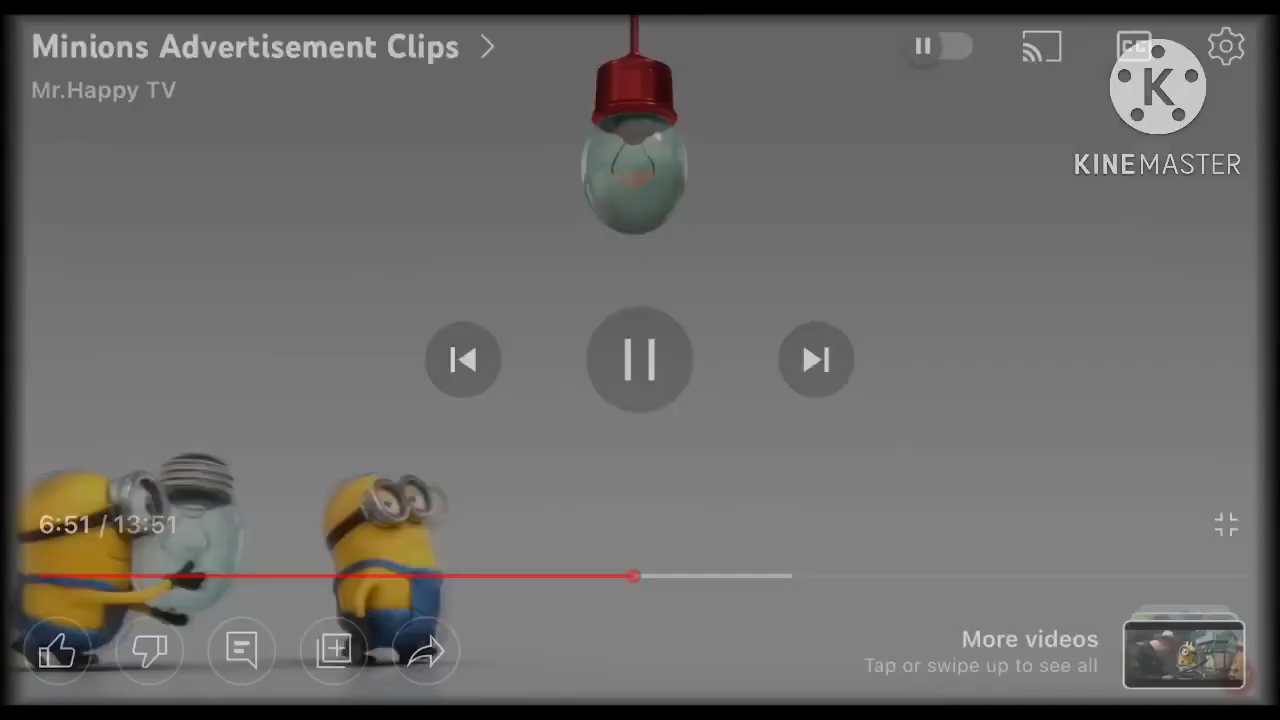 Minions Advertisement Clips
Mr.Happy TV
CC
K
KINEMASTER
6:51 / 13:51
More videos
Tap or swipe up to see all